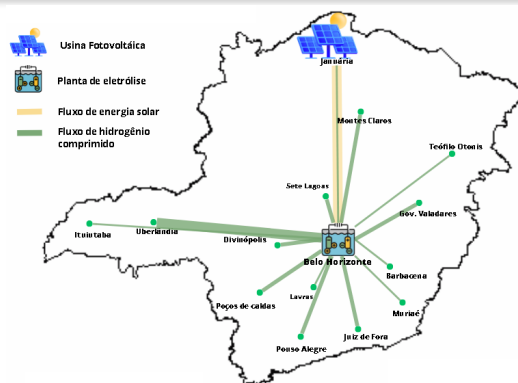 Usina Fotovoltáica
Planta de eletrólise
Fluxo de energia solar
Fluxo de hidrogênio
comprimido
Januária
Montes Claros
Teófilo Otonis
Sete Lagoas
Gov. Valadares
Ituiutaba
Uberlândia
Divinópolis
Belo Horizonte
Barbacena
Lavras
Poços de caldas
Muriaé
Juiz de Fora
Pouso Alegre